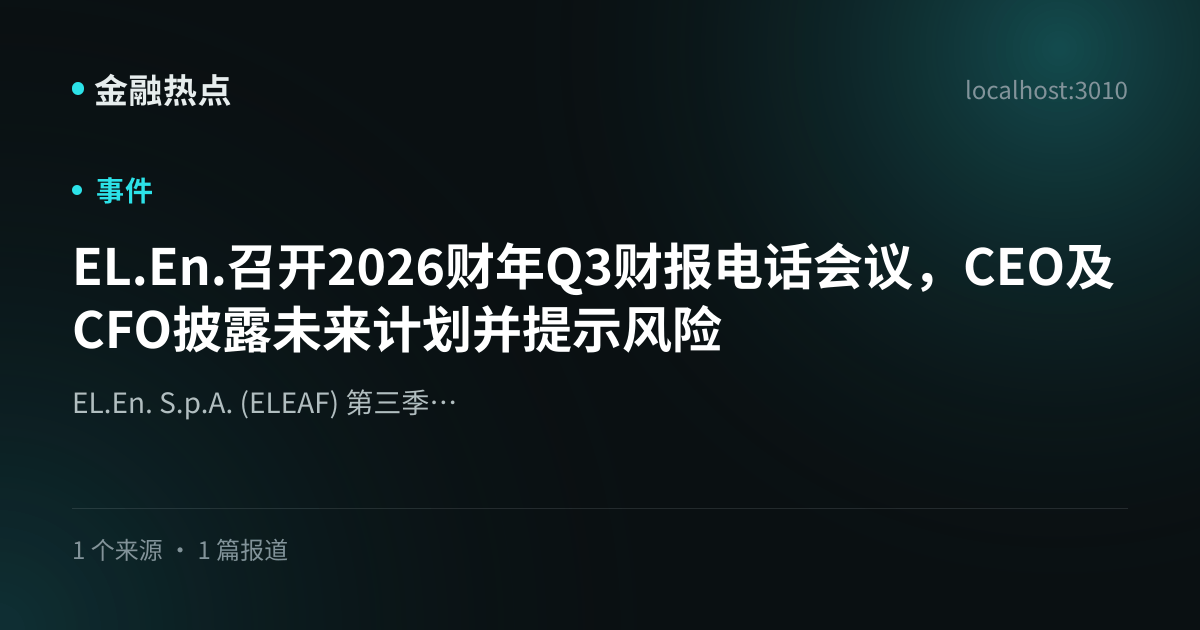 金融热点
localhost:3010
事件
EL.En.召开2026财年Q3财报电话会议，CEO及
CFO披露未来计划并提示风险
EL.En. S.p.A. (ELEAF) 第三季…
1 个来源 · 1 篇报道